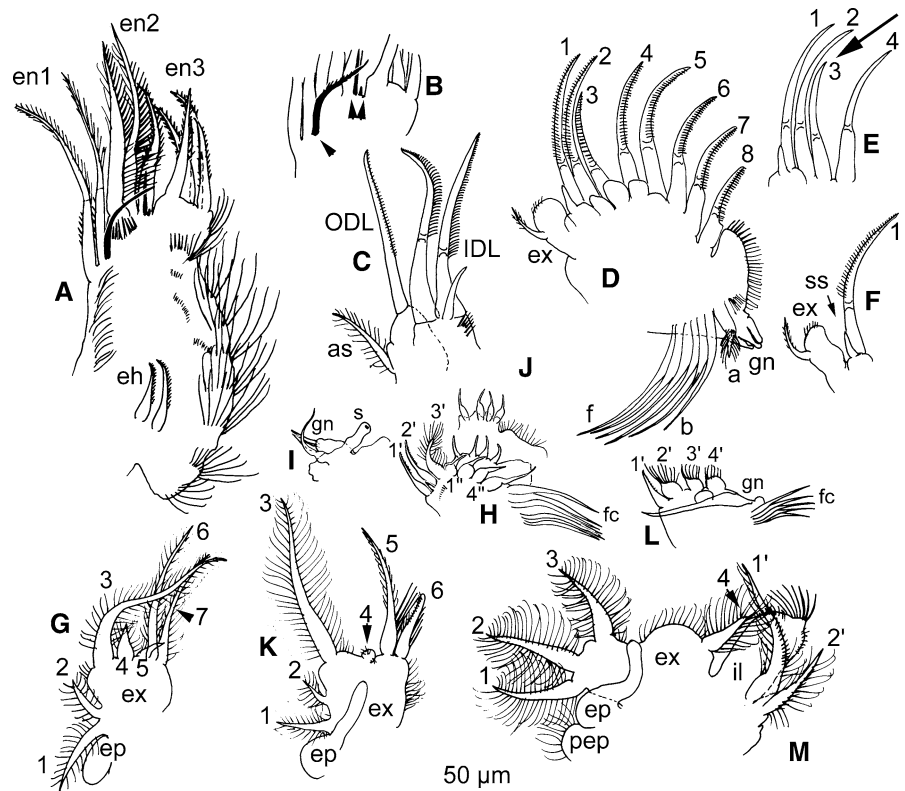 en1
en2
en3
A
eh
B
ODL
IDL
C
as
J
1 2 3 4 5 6 7 8
ex
D
f
b
a
gn
1 2 3 4
E
1
ss
ex
F
gn
s
I
1' 2' 3'
1" 4"
H
fc
1' 2' 3' 4'
gn
fc
L
G
1 2 3 4 5 6 7
ex
ep
K
1 2 3 4 5 6
ex
ep
M
1 2 3 4
1'
2'
ex
il
ep
pep
50 µm